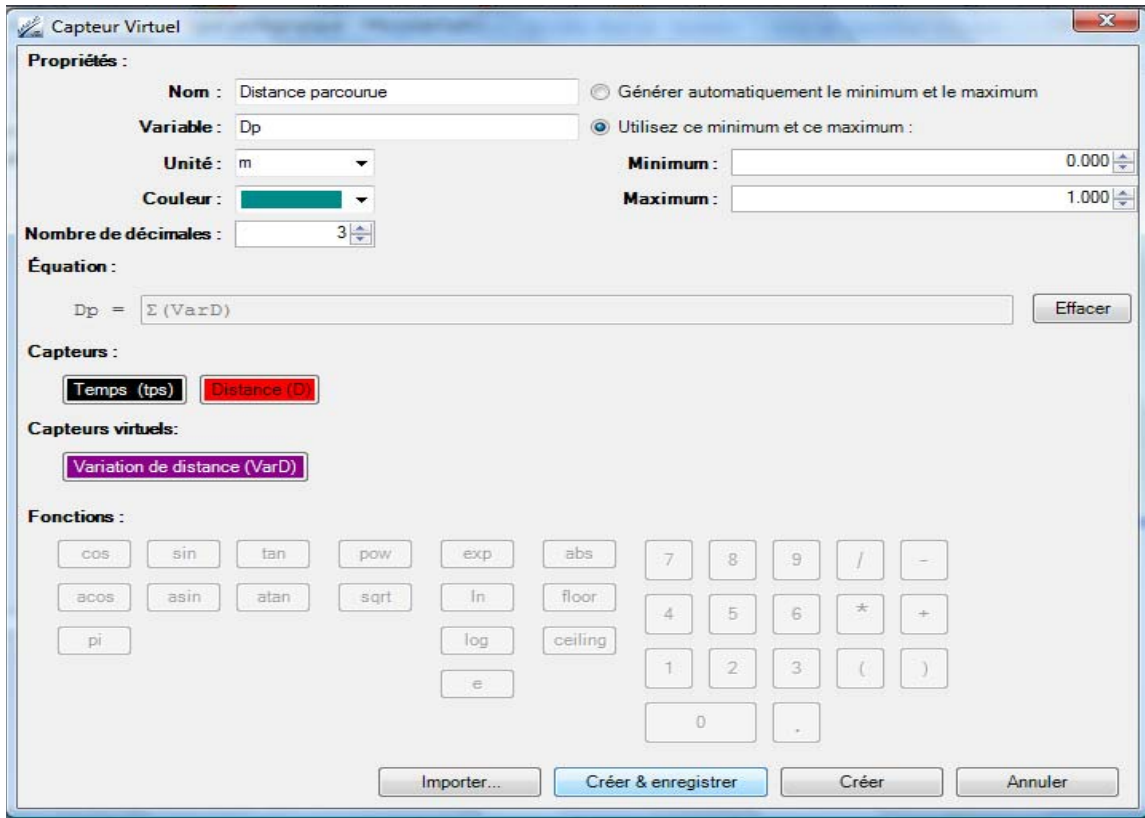 Capteur Virtuel
Propriétés :
Nom : Distance parcourue
Générer automatiquement le minimum et le maximum
Variable : Dp
Utilisez ce minimum et ce maximum :
Unité : m
Minimum : 0.000
Couleur :
Maximum : 1.000
Nombre de décimales : 3
Équation :
Dp = Σ(VarD)
Effacer
Capteurs :
Temps (tps) Distance (D)
Capteurs virtuels:
Variation de distance (VarD)
Fonctions :
cos sin tan pow exp abs 7 8 9 / -
acos asin atan sqrt ln floor 4 5 6 * +
pi log ceiling 1 2 3 ( )
e 0 .
Importer... Créer & enregistrer Créer Annuler